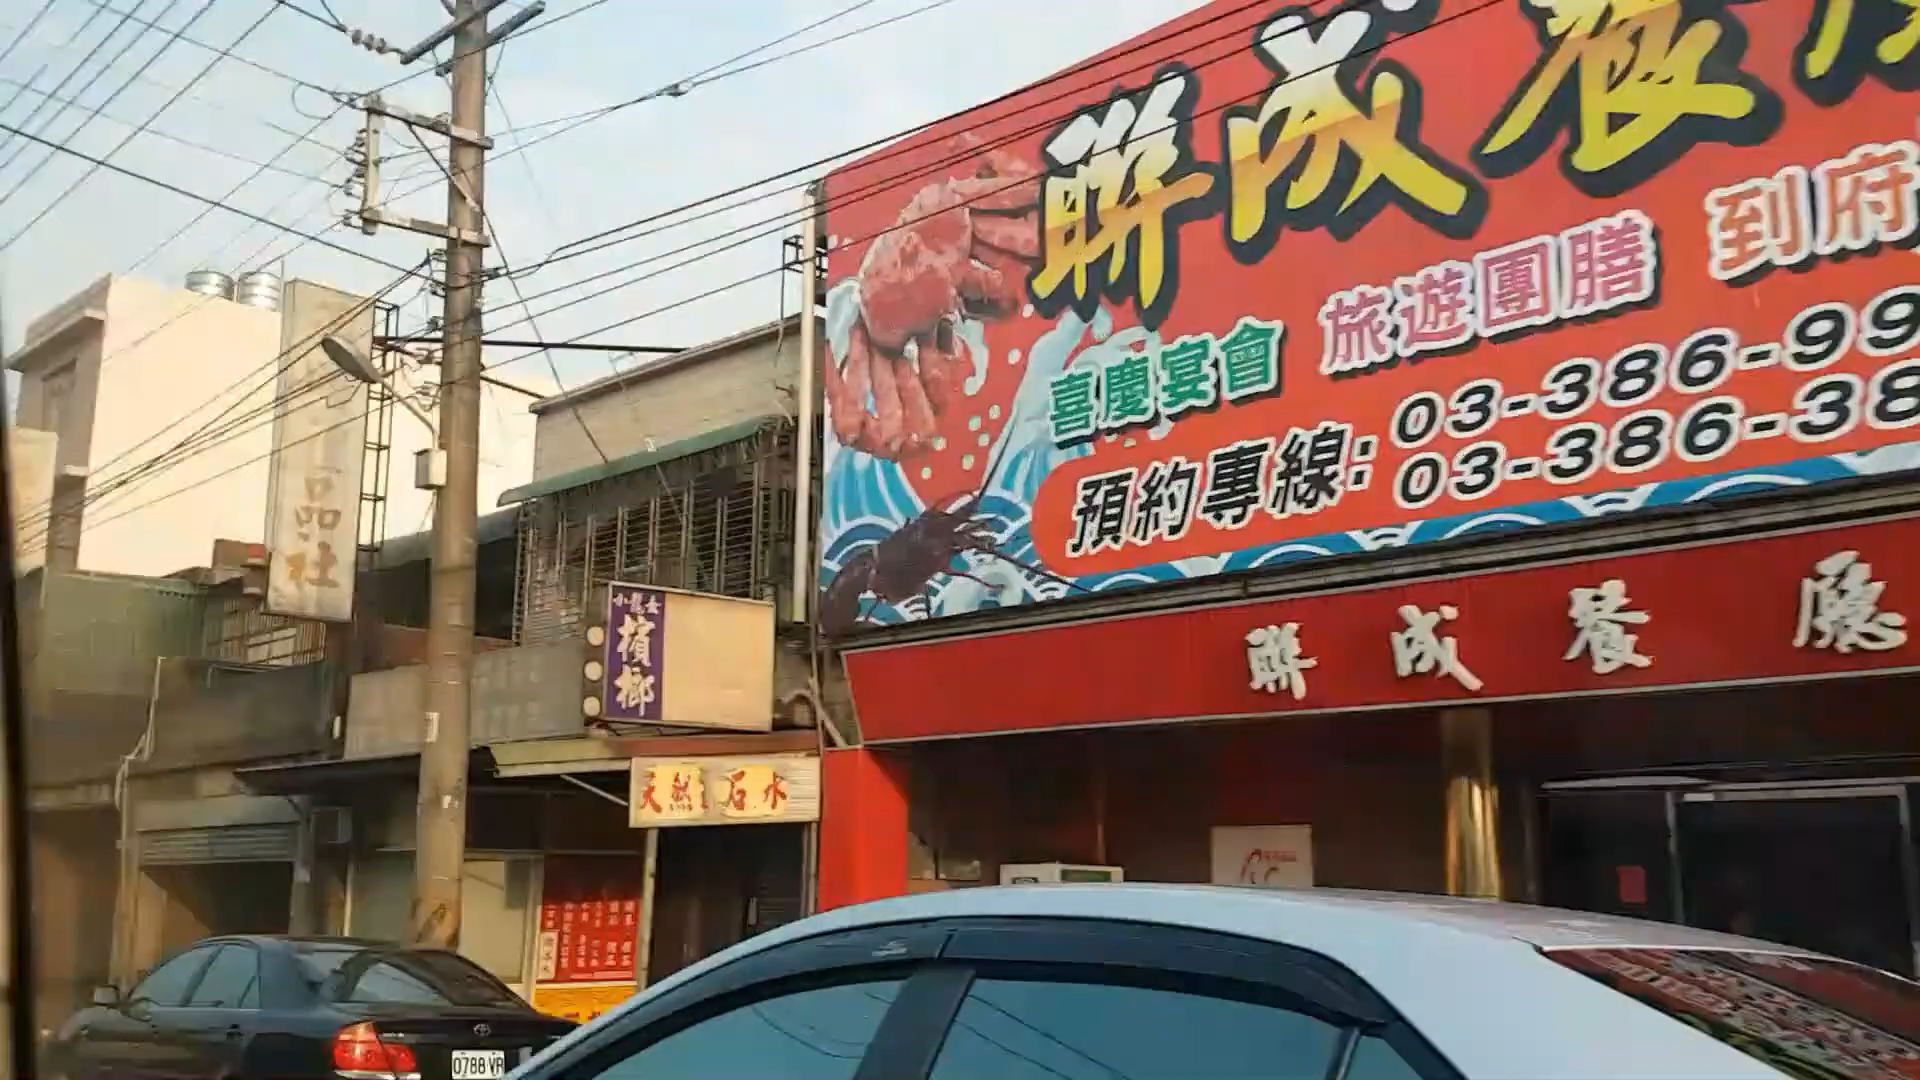 聯成餐
喜慶宴會
旅遊團膳
到府
預約專線:
03-386-99
03-386-38
聯成餐廳
品社
小龍女
檳榔
天然 石水
0788 VR